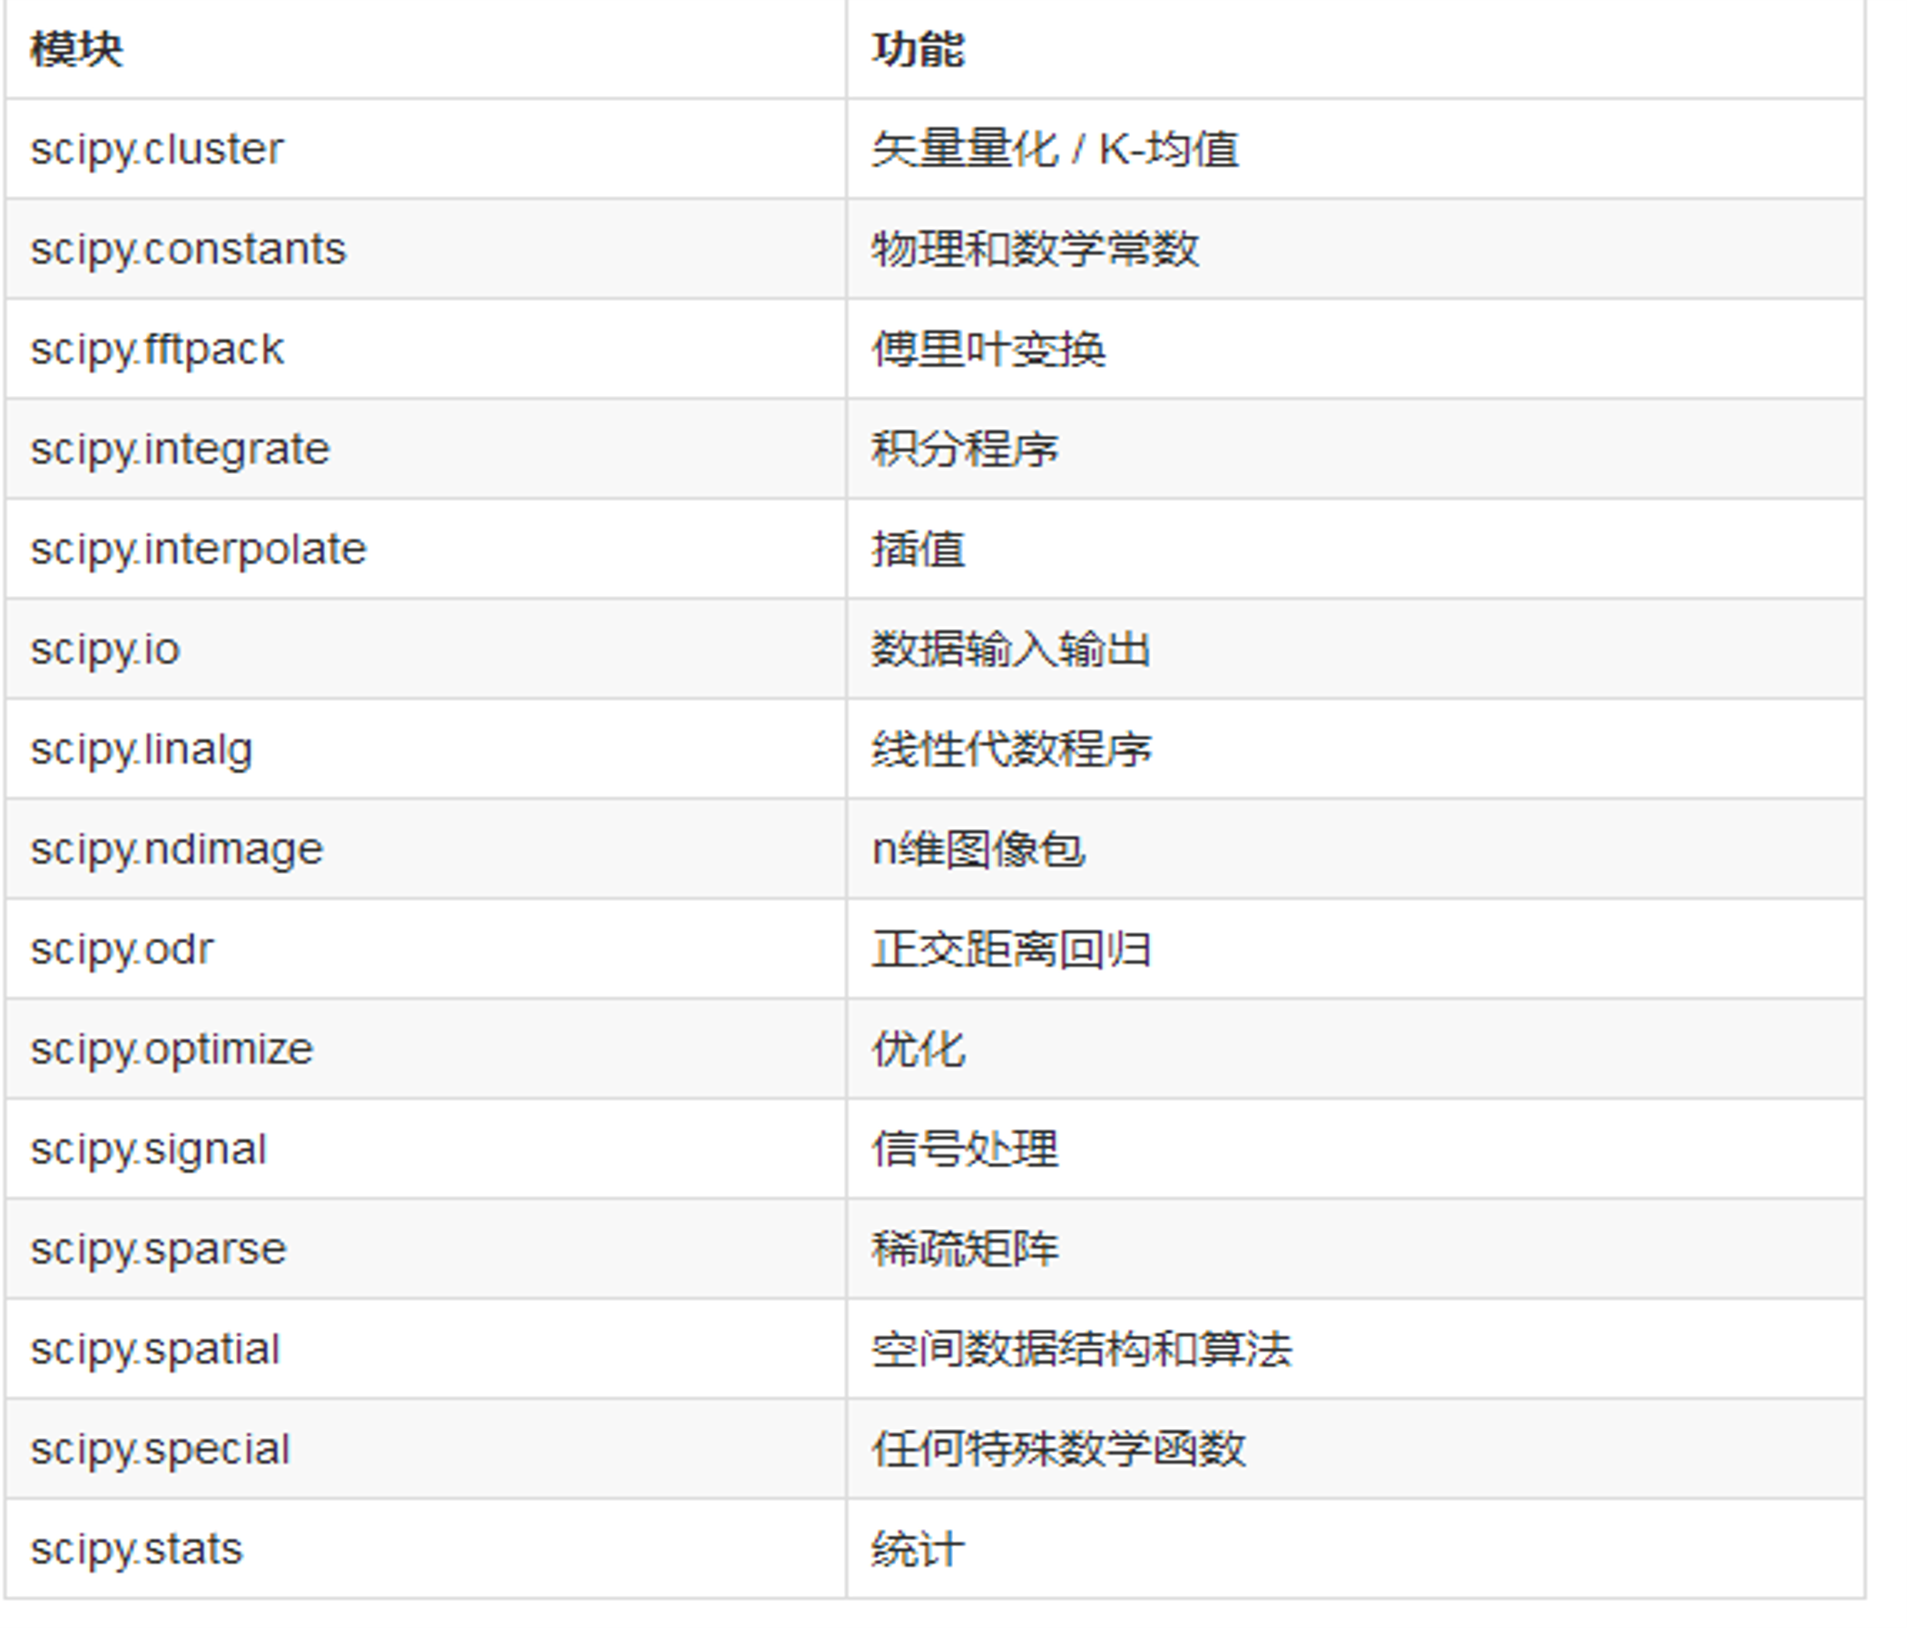 模块 功能
scipy.cluster 矢量量化 / K-均值
scipy.constants 物理和数学常数
scipy.fftpack 傅里叶变换
scipy.integrate 积分程序
scipy.interpolate 插值
scipy.io 数据输入输出
scipy.linalg 线性代数程序
scipy.ndimage n维图像包
scipy.odr 正交距离回归
scipy.optimize 优化
scipy.signal 信号处理
scipy.sparse 稀疏矩阵
scipy.spatial 空间数据结构和算法
scipy.special 任何特殊数学函数
scipy.stats 统计